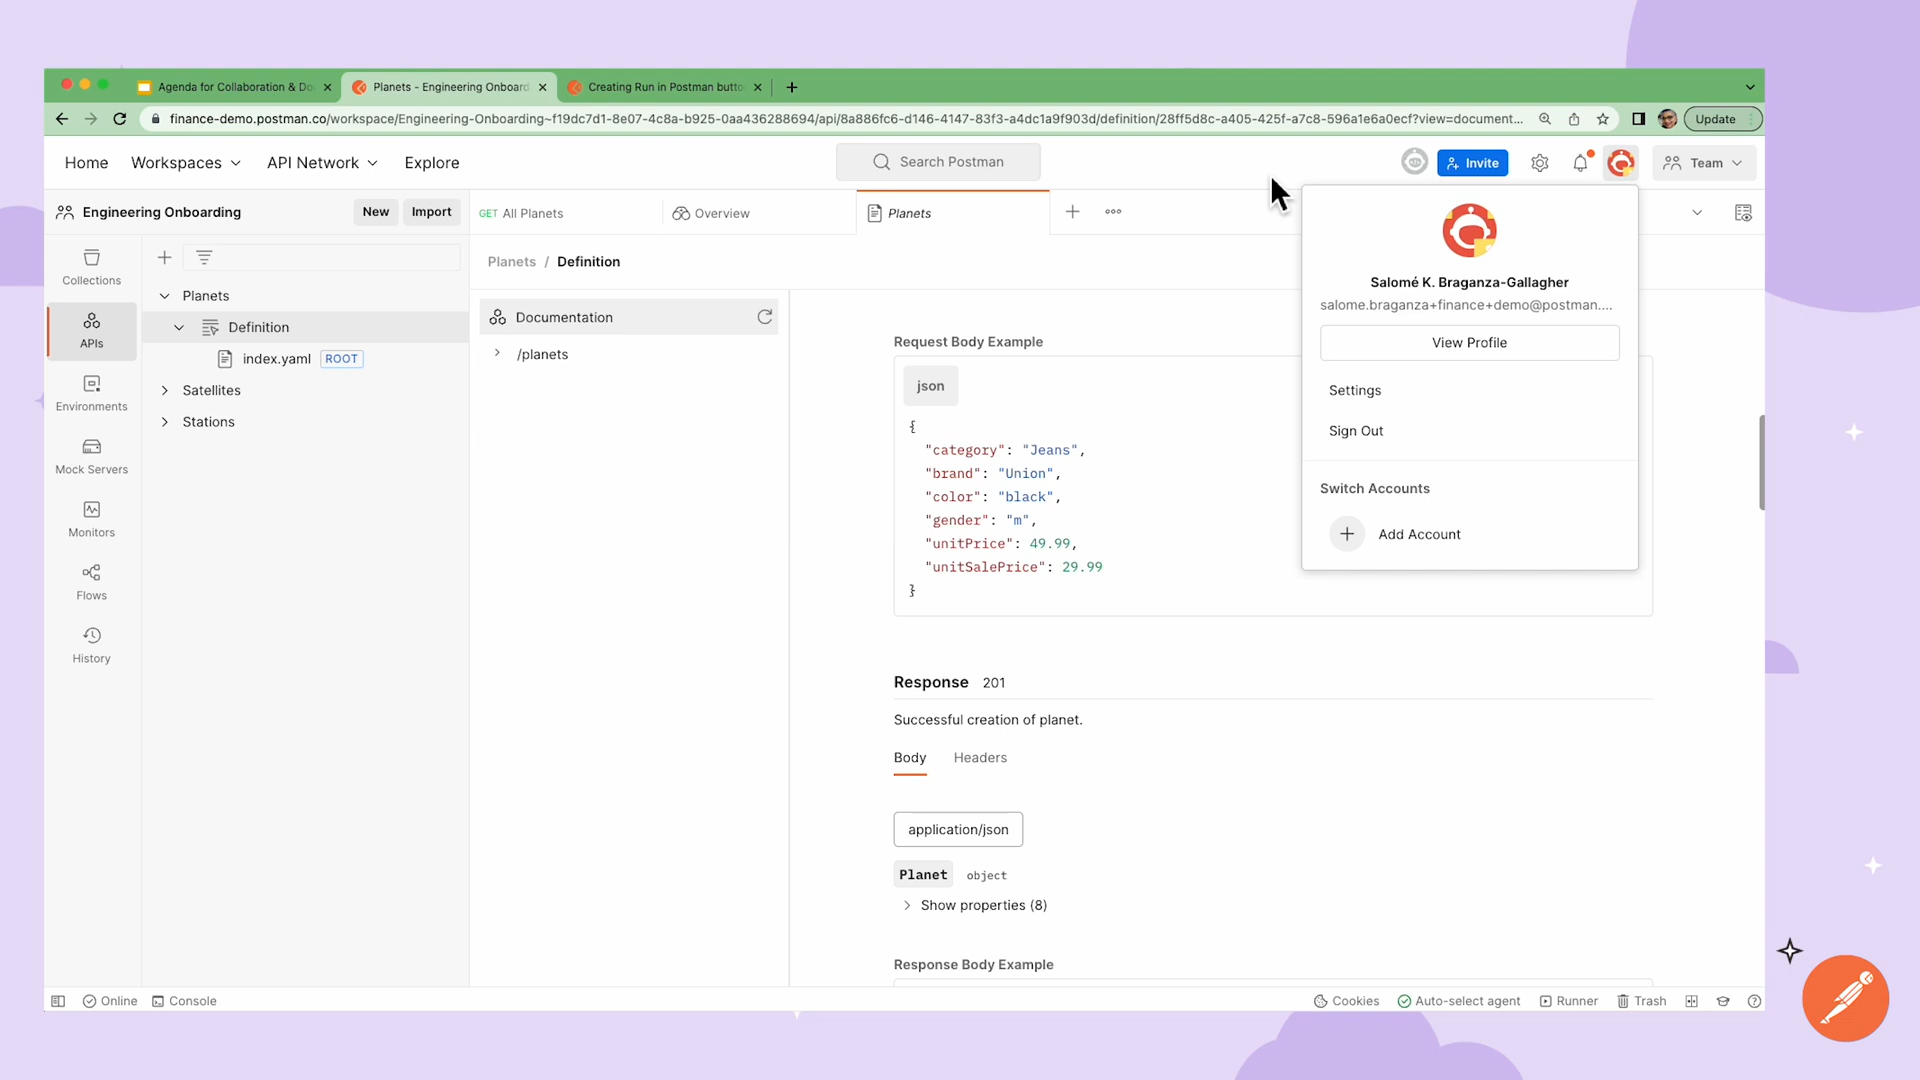 Agenda for Collaboration & Do
Planets - Engineering Onboard
Creating Run in Postman butto
finance-demo.postman.co/workspace/Engineering-Onboarding~f19dc7d1-8e07-4c8a-b925-0aa436288694/api/8a886fc6-d146-4147-83f3-a4dc1a9f903d/definition/28ff5d8c-a405-425f-a7c8-596a1e6a0ecf?view=document...
Update
Home
Workspaces
API Network
Explore
Search Postman
Invite
Team
Engineering Onboarding
New
Import
GET All Planets
Overview
Planets
Collections
APIs
Environments
Mock Servers
Monitors
Flows
History
Planets
Definition
index.yaml ROOT
Satellites
Stations
Planets / Definition
Documentation
/planets
Request Body Example
json
{
"category": "Jeans",
"brand": "Union",
"color": "black",
"gender": "m",
"unitPrice": 49.99,
"unitSalePrice": 29.99
}
Response 201
Successful creation of planet.
Body
Headers
application/json
Planet object
Show properties (8)
Response Body Example
Salomé K. Braganza-Gallagher
salome.braganza+finance+demo@postman....
View Profile
Settings
Sign Out
Switch Accounts
Add Account
Online
Console
Cookies
Auto-select agent
Runner
Trash